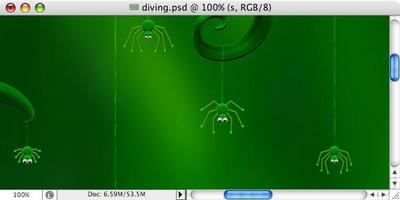 diving.psd @ 100% (s, RGB/8)
100%
Doc: 6.59M/53.5M